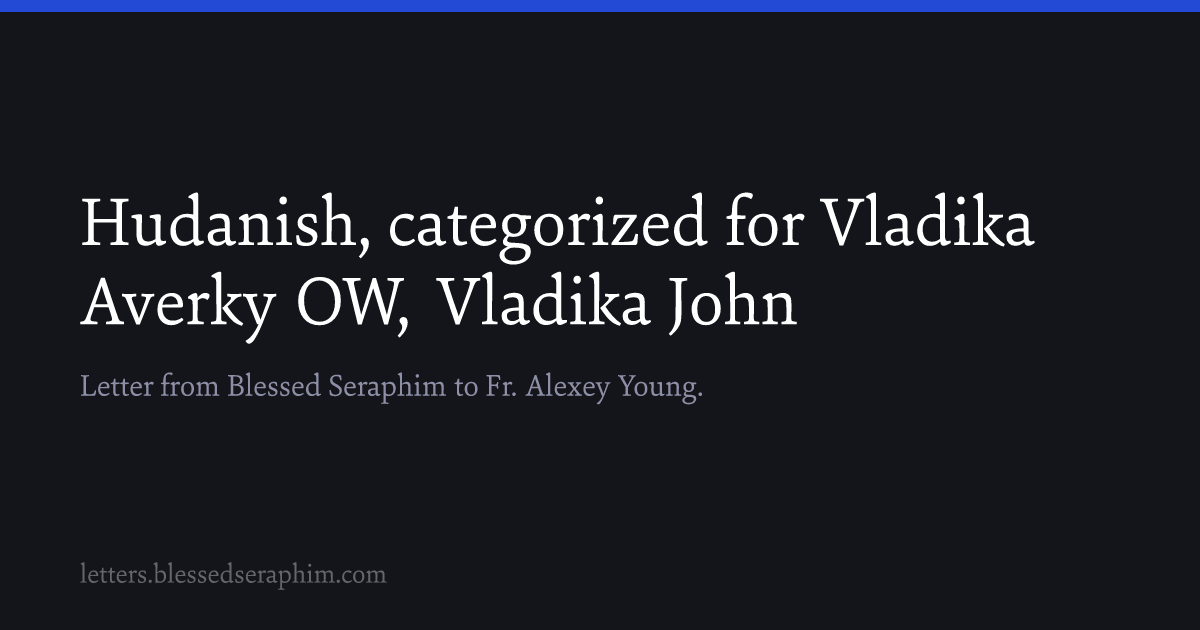 Hudanish, categorized for Vladika
Averky OW, Vladika John
Letter from Blessed Seraphim to Fr. Alexey Young.
letters.blessedseraphim.com